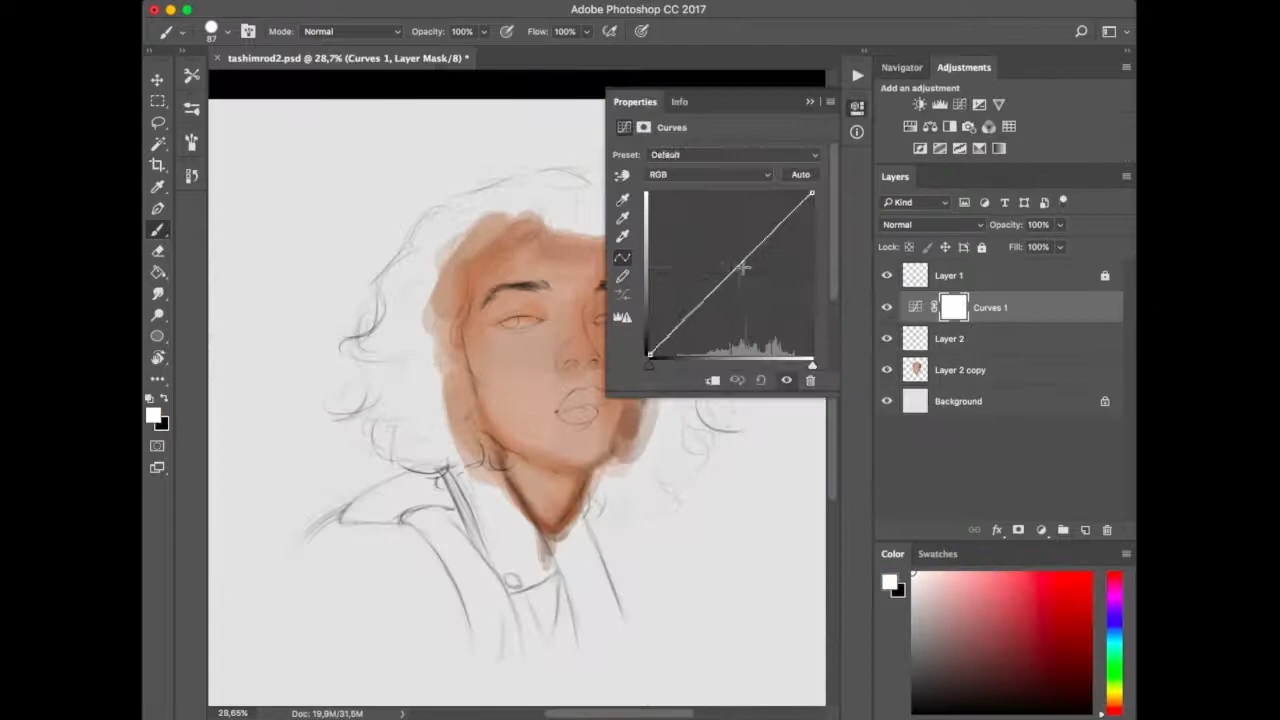 Adobe Photoshop CC 2017
87
Mode: Normal
Opacity: 100%
Flow: 100%
× tashimrod2.psd @ 28,7% (Curves 1, Layer Mask/8) *
Properties Info
Curves
Preset: Default
RGB
Auto
Navigator Adjustments
Add an adjustment
Layers
Kind
Normal
Opacity: 100%
Lock:
Fill: 100%
Layer 1
Curves 1
Layer 2
Layer 2 copy
Background
fx
Color Swatches
28,65%
Doc: 19,9M/31,5M